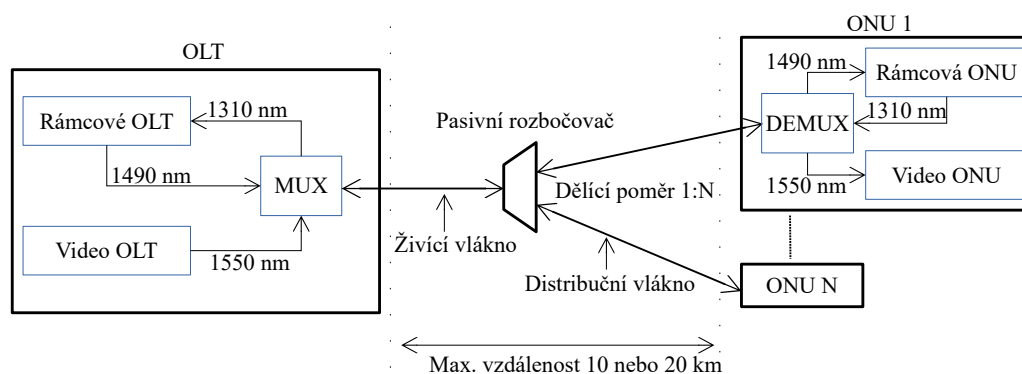 OLT
Rámcové OLT
1310 nm
1490 nm
MUX
Video OLT
1550 nm
Pasivní rozbočovač
Dělící poměr 1:N
Živící vlákno
Distribuční vlákno
Max. vzdálenost 10 nebo 20 km
ONU 1
1490 nm
Rámcová ONU
DEMUX
1310 nm
1550 nm
Video ONU
ONU N